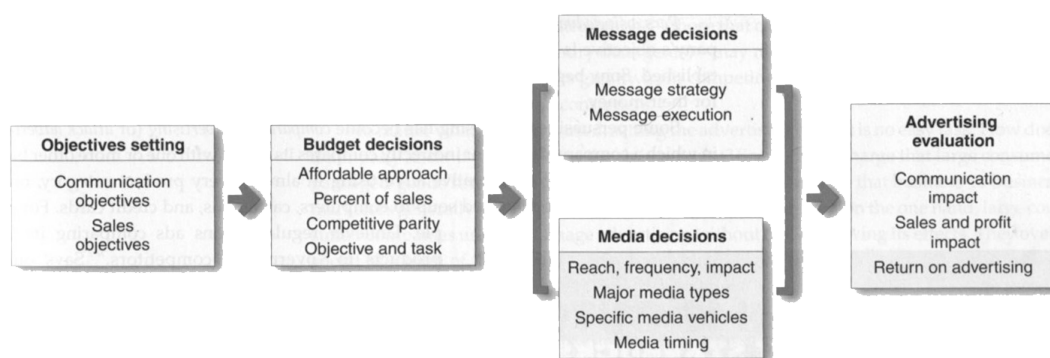 Objectives setting
Communication
objectives
Sales
objectives
Budget decisions
Affordable approach
Percent of sales
Competitive parity
Objective and task
Message decisions
Message strategy
Message execution
Media decisions
Reach, frequency, impact
Major media types
Specific media vehicles
Media timing
Advertising
evaluation
Communication
impact
Sales and profit
impact
Return on advertising